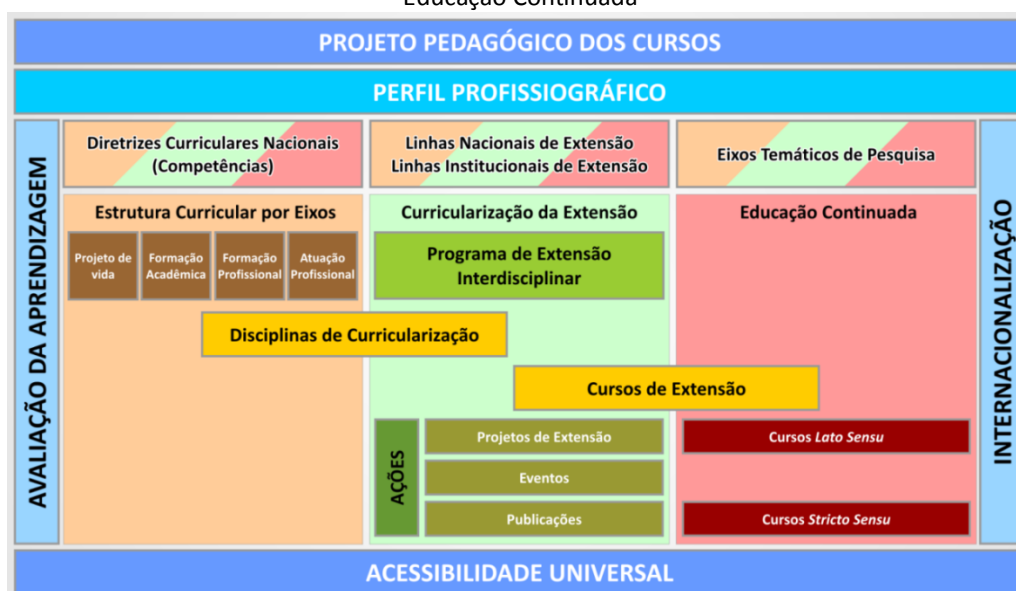 Educação Continuada
PROJETO PEDAGÓGICO DOS CURSOS
PERFIL PROFISSIOGRÁFICO
AVALIAÇÃO DA APRENDIZAGEM
Diretrizes Curriculares Nacionais
(Competências)
Linhas Nacionais de Extensão
Linhas Institucionais de Extensão
Eixos Temáticos de Pesquisa
Estrutura Curricular por Eixos
Projeto de
vida
Formação
Acadêmica
Formação
Profissional
Atuação
Profissional
Curricularização da Extensão
Programa de Extensão
Interdisciplinar
Educação Continuada
Disciplinas de Curricularização
Cursos de Extensão
AÇÕES
Projetos de Extensão
Eventos
Publicações
Cursos Lato Sensu
Cursos Stricto Sensu
INTERNACIONALIZAÇÃO
ACESSIBILIDADE UNIVERSAL